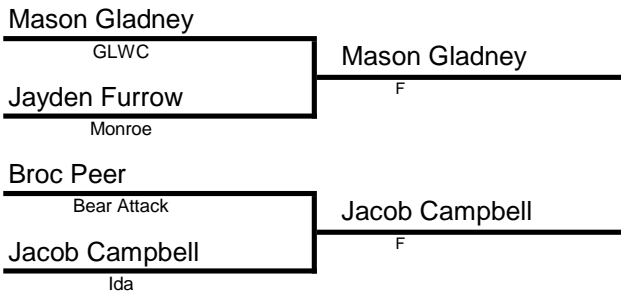 Mason Gladney
GLWC
Mason Gladney
F
Jayden Furrow
Monroe
Broc Peer
Bear Attack
Jacob Campbell
F
Jacob Campbell
Ida